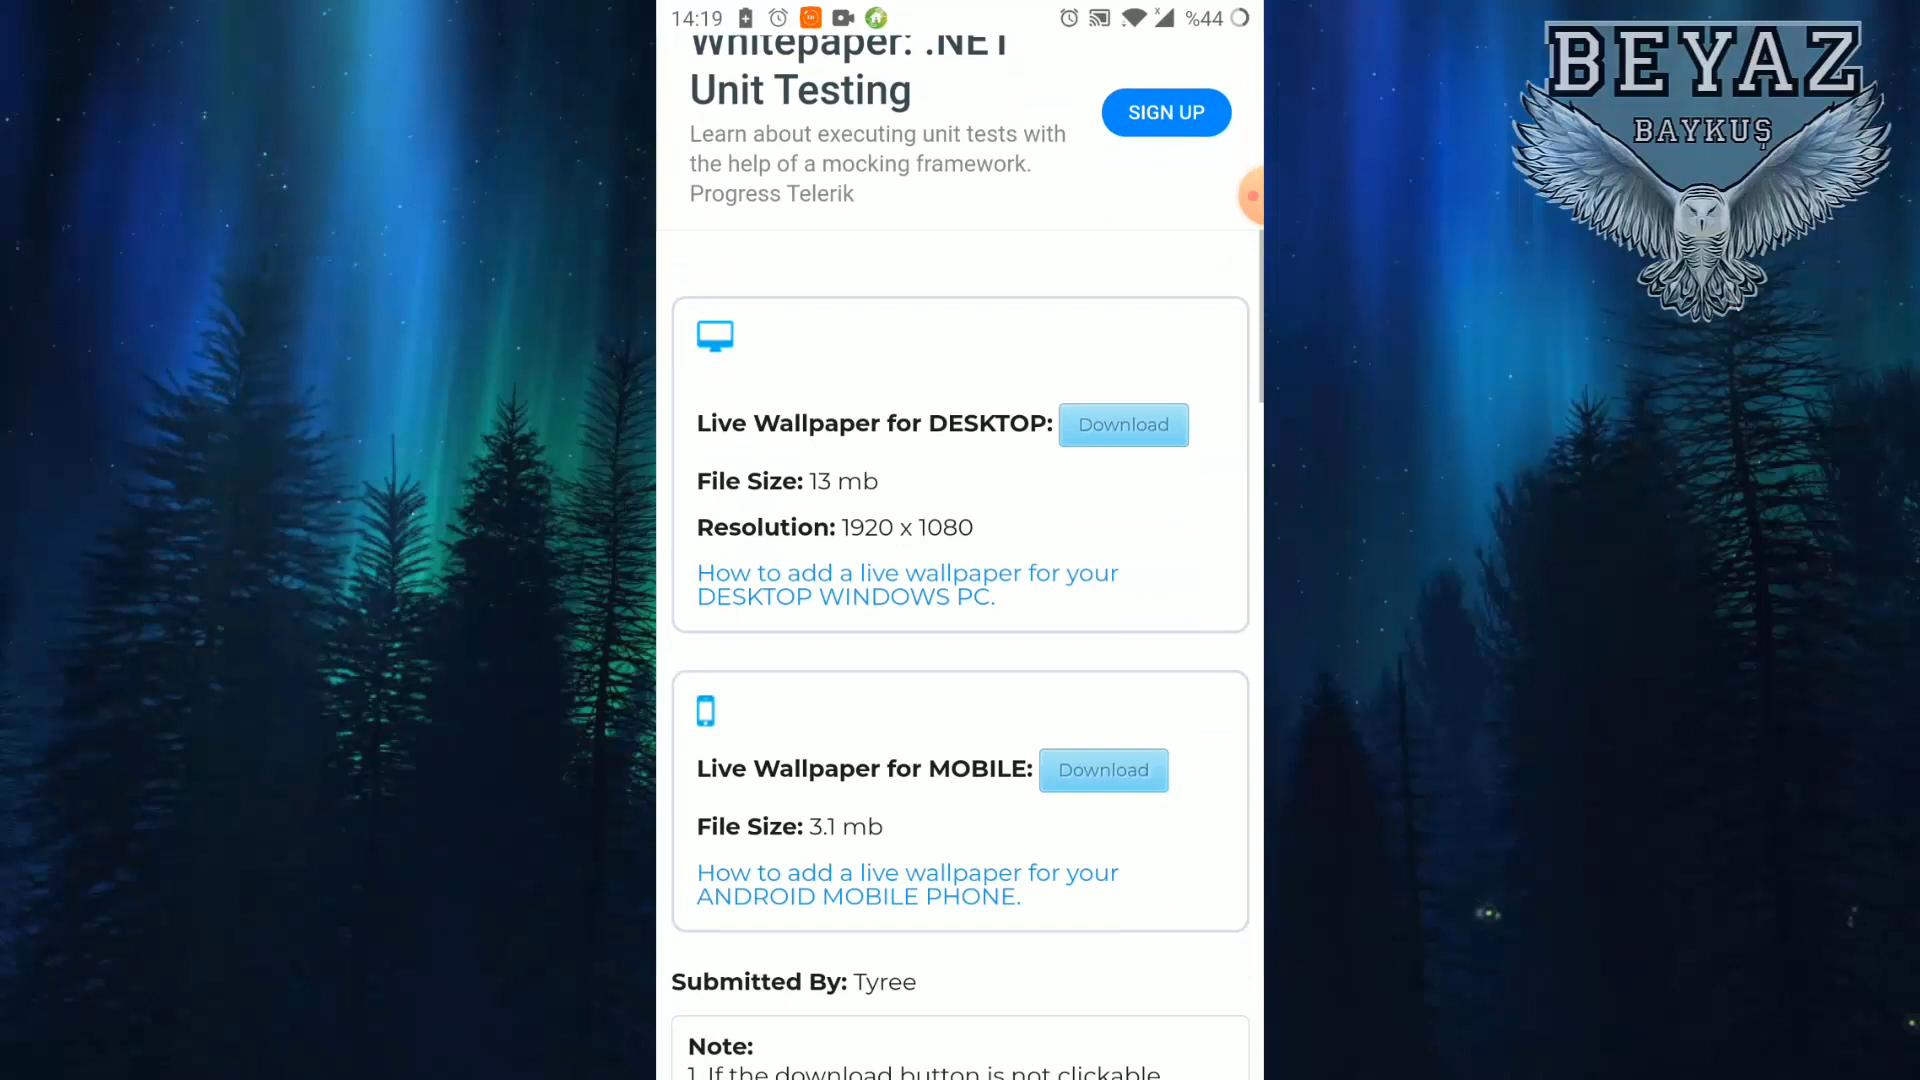 14:19
%44
Whitepaper: .NET
Unit Testing
Learn about executing unit tests with
the help of a mocking framework.
Progress Telerik
SIGN UP
BEYAZ
BAYKUŞ
Live Wallpaper for DESKTOP: Download
File Size: 13 mb
Resolution: 1920 x 1080
How to add a live wallpaper for your
DESKTOP WINDOWS PC.
Live Wallpaper for MOBILE: Download
File Size: 3.1 mb
How to add a live wallpaper for your
ANDROID MOBILE PHONE.
Submitted By: Tyree
Note:
1. If the download button is not clickable